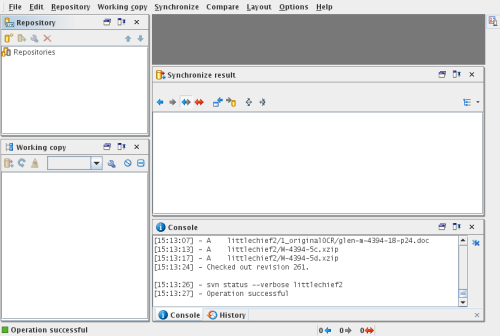 File Edit Repository Working copy Synchronize Compare Layout Options Help
Repository
Repositories
Working copy
Synchronize result
Console
[15:13:07] - A littlechief2/1_originalOCR/glen-m-4394-18-p24.doc
[15:13:13] - A littlechief2/W-4394-5c.xzip
[15:13:17] - A littlechief2/W-4394-5d.xzip
[15:13:24] - Checked out revision 261.
[15:13:26] - svn status --verbose littlechief2
[15:13:27] - Operation successful
Console History
Operation successful 0 0 0